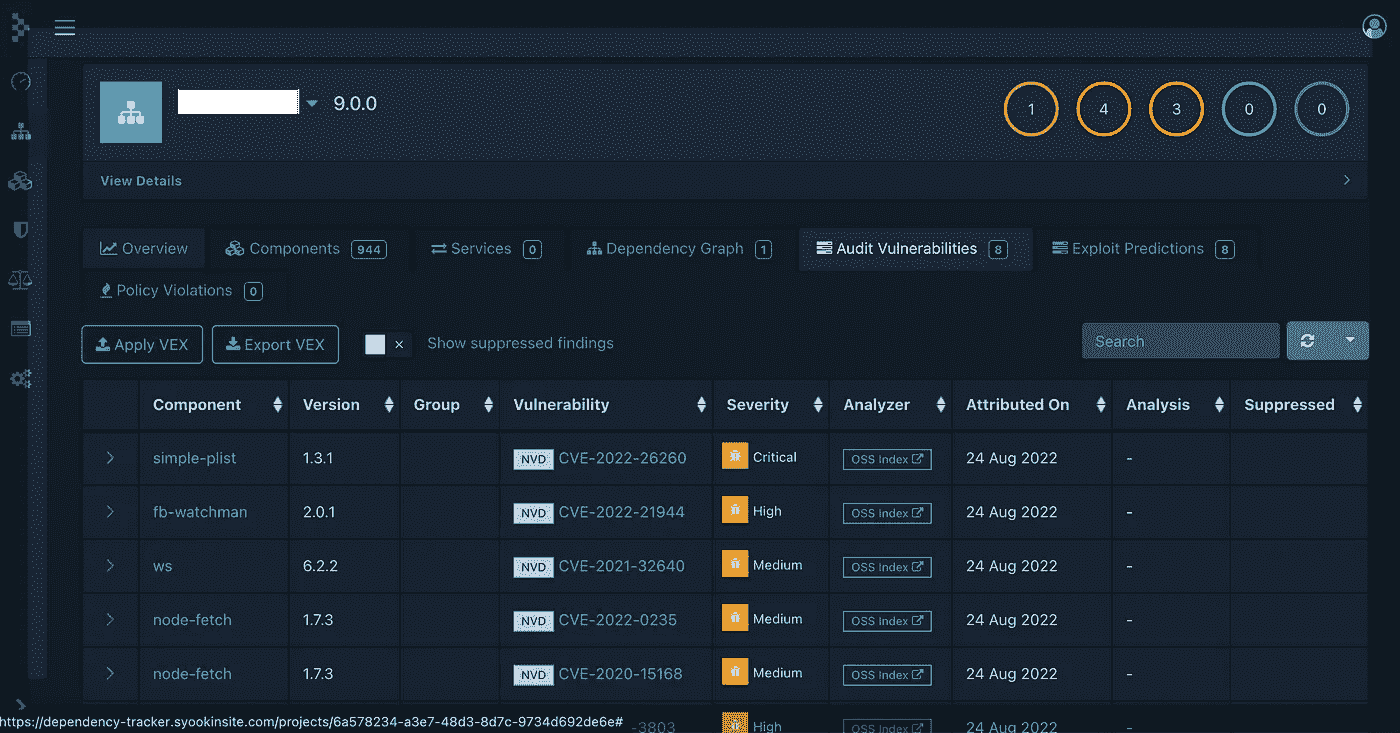 9.0.0
1 4 3 0 0
View Details
Overview Components 944 Services 0 Dependency Graph 1 Audit Vulnerabilities 8 Exploit Predictions 8
Policy Violations 0
Apply VEX Export VEX × Show suppressed findings Search
Component Version Group Vulnerability Severity Analyzer Attributed On Analysis Suppressed
simple-plist 1.3.1 NVD CVE-2022-26260 Critical OSS Index 24 Aug 2022 -
fb-watchman 2.0.1 NVD CVE-2022-21944 High OSS Index 24 Aug 2022 -
ws 6.2.2 NVD CVE-2021-32640 Medium OSS Index 24 Aug 2022 -
node-fetch 1.7.3 NVD CVE-2022-0235 Medium OSS Index 24 Aug 2022 -
node-fetch 1.7.3 NVD CVE-2020-15168 Medium OSS Index 24 Aug 2022 -
https://dependency-tracker.syookinsite.com/projects/6a578234-a3e7-48d3-8d7c-9734d692de6e#
-3803 High OSS Index 24 Aug 2022 -